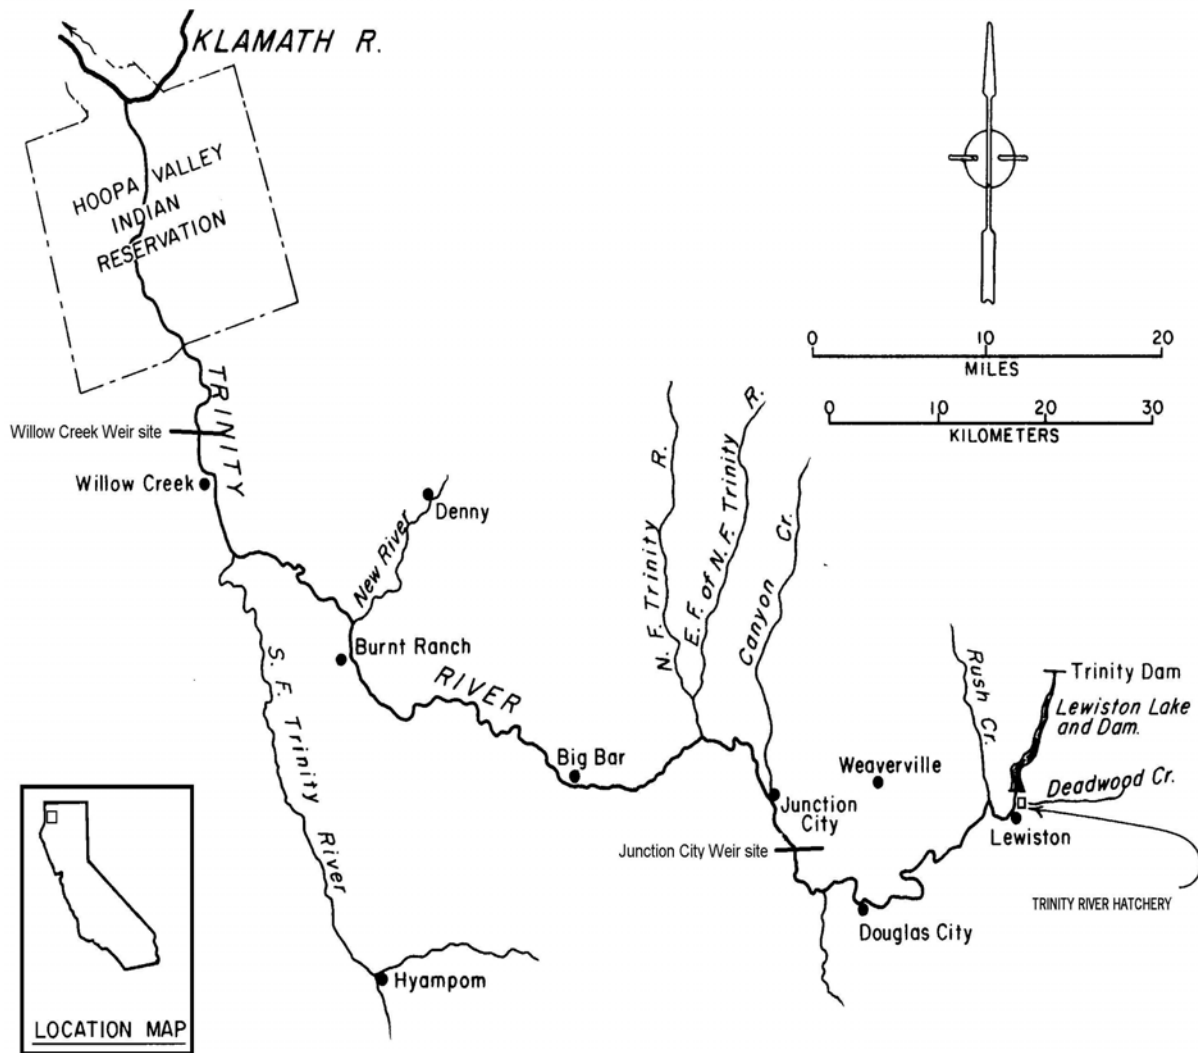 KLAMATH R.
HOOPA VALLEY
INDIAN
RESERVATION
0 10 20
MILES
0 10 20 30
KILOMETERS
TRINITY
Willow Creek Weir site
Willow Creek
Denny
New River
Burnt Ranch
RIVER
S. F. Trinity River
N. F. Trinity R.
E. F. of N. F. Trinity R.
Canyon Cr.
Rush Cr.
Trinity Dam
Lewiston Lake
and Dam.
Big Bar
Weaverville
Deadwood Cr.
Junction
City
Lewiston
Junction City Weir site
TRINITY RIVER HATCHERY
Douglas City
Hyampom
LOCATION MAP